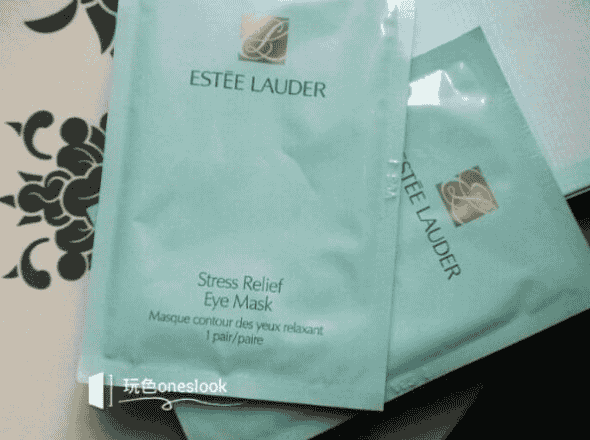 ESTĒE LAUDER
Stress Relief
Eye Mask
Masque contour des yeux relaxant
1 pair/paire
STĒE LAUDER
玩色oneslook